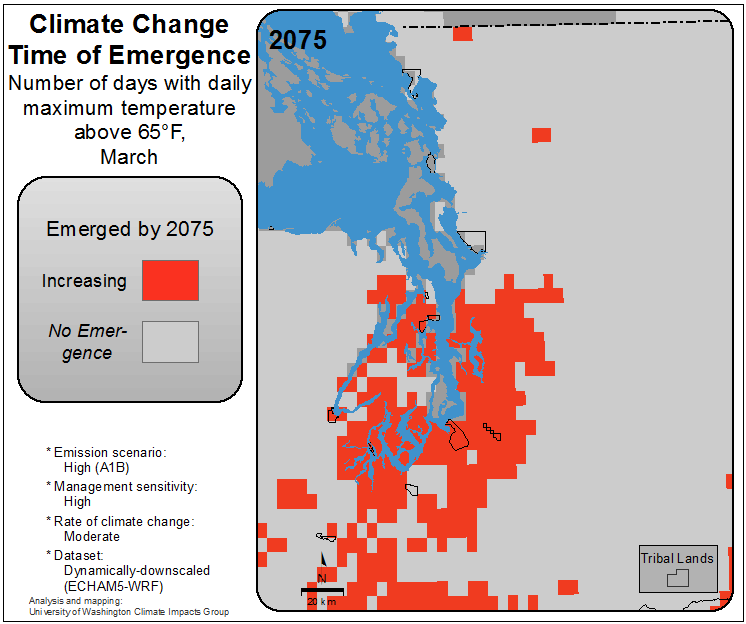 Climate Change
Time of Emergence
Number of days with daily
maximum temperature
above 65°F,
March
2075
Emerged by 2075
Increasing
No Emer-
gence
* Emission scenario:
High (A1B)
* Management sensitivity:
High
* Rate of climate change:
Moderate
* Dataset:
Dynamically-downscaled
(ECHAM5-WRF)
Analysis and mapping:
University of Washington Climate Impacts Group
N
20 km
Tribal Lands